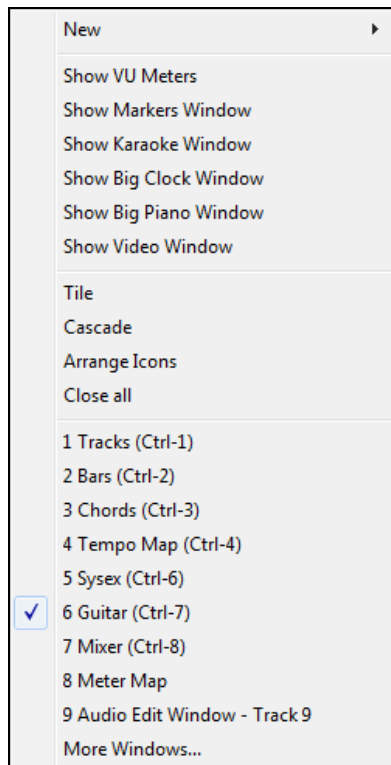 New
Show VU Meters
Show Markers Window
Show Karaoke Window
Show Big Clock Window
Show Big Piano Window
Show Video Window
Tile
Cascade
Arrange Icons
Close all
1 Tracks (Ctrl-1)
2 Bars (Ctrl-2)
3 Chords (Ctrl-3)
4 Tempo Map (Ctrl-4)
5 Sysex (Ctrl-6)
6 Guitar (Ctrl-7)
7 Mixer (Ctrl-8)
8 Meter Map
9 Audio Edit Window - Track 9
More Windows...